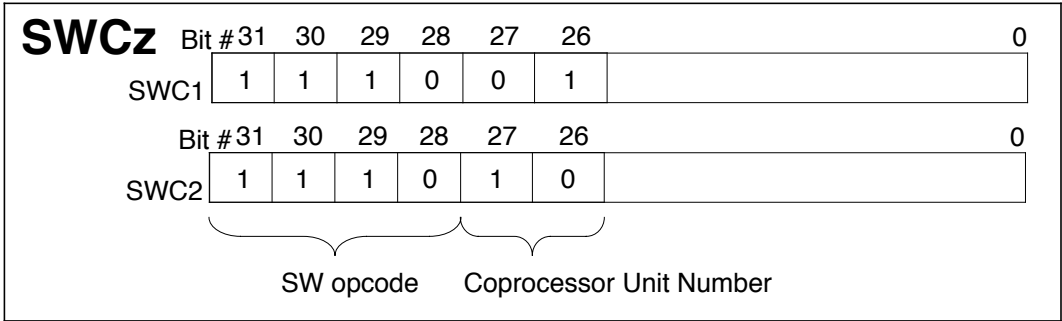 SWCz Bit # 31 30 29 28 27 26 0
SWC1 1 1 1 0 0 1
Bit # 31 30 29 28 27 26 0
SWC2 1 1 1 0 1 0
SW opcode Coprocessor Unit Number